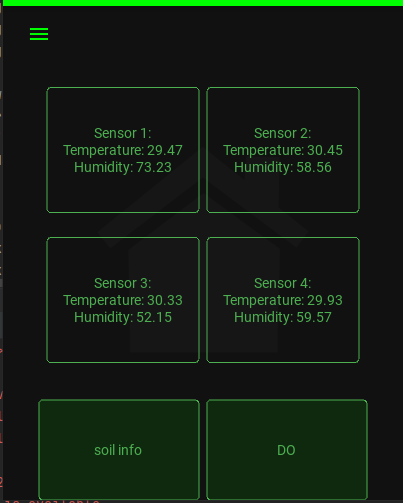 Sensor 1:
Temperature: 29.47
Humidity: 73.23
Sensor 2:
Temperature: 30.45
Humidity: 58.56
Sensor 3:
Temperature: 30.33
Humidity: 52.15
Sensor 4:
Temperature: 29.93
Humidity: 59.57
soil info
DO